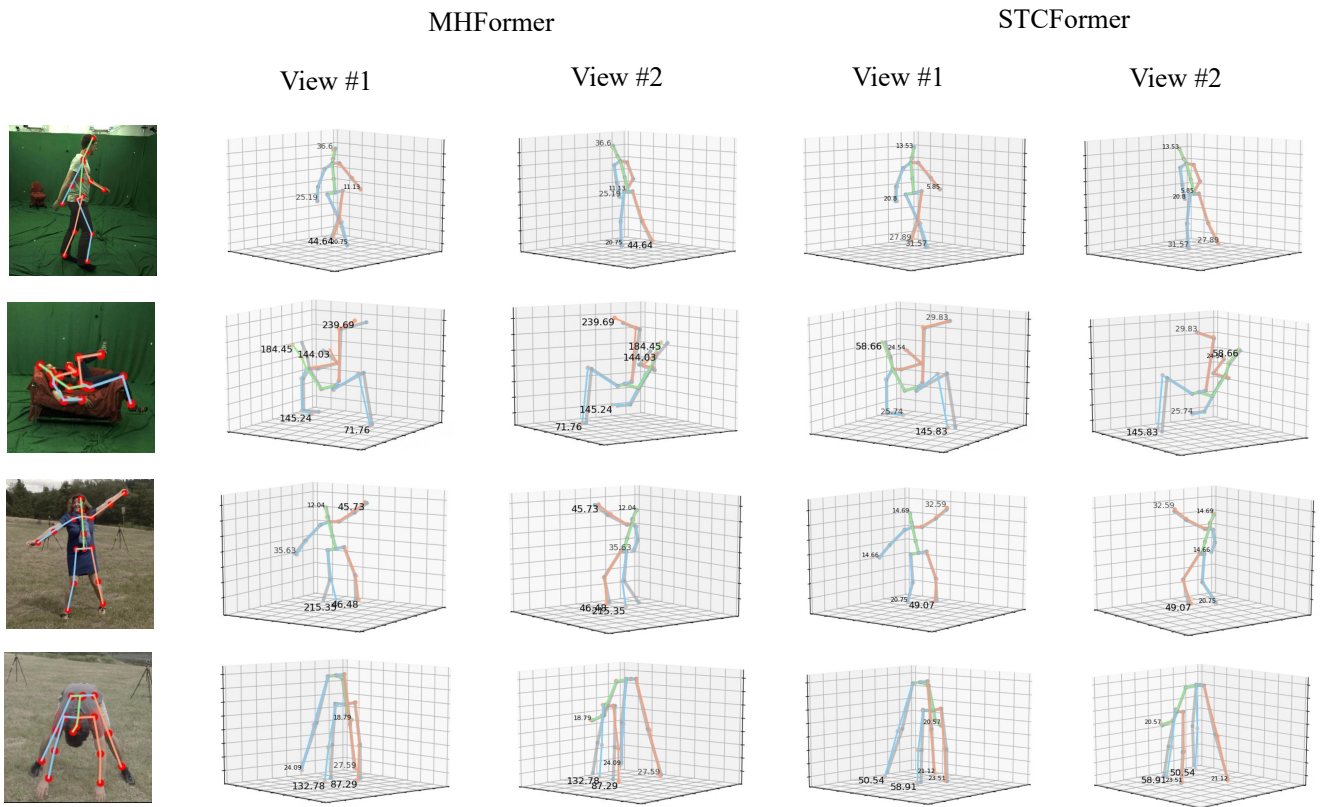 MHFormer STCFormer
View #1 View #2 View #1 View #2
36.6 36.6 13.53 13.53
25.19 11.13 25.19 11.13 20.8 5.85 20.8 5.85
44.64 20.75 20.75 44.64 27.89 31.57 31.57 27.89
239.69 239.69 29.83 29.83
184.45 144.03 184.45 144.03 58.66 24.54 58.66
145.24 71.76 145.24 71.76 25.74 145.83 25.74 145.83
12.04 45.73 45.73 12.04 14.69 32.59 32.59 14.69
35.63 35.63 14.66 14.66
215.35 46.48 46.48 215.35 20.75 49.07 49.07 20.75
18.79 18.79 20.57 20.57
24.09 27.59 24.09 27.59 21.12 23.51 50.54 23.51 21.12
132.78 87.29 132.78 87.29 50.54 58.91 58.91